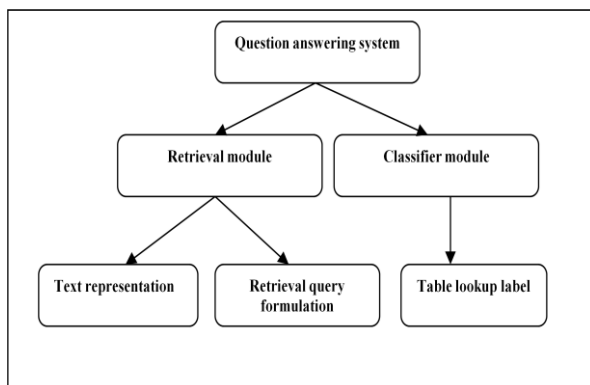 Question answering system
Retrieval module
Classifier module
Text representation
Retrieval query
formulation
Table lookup label